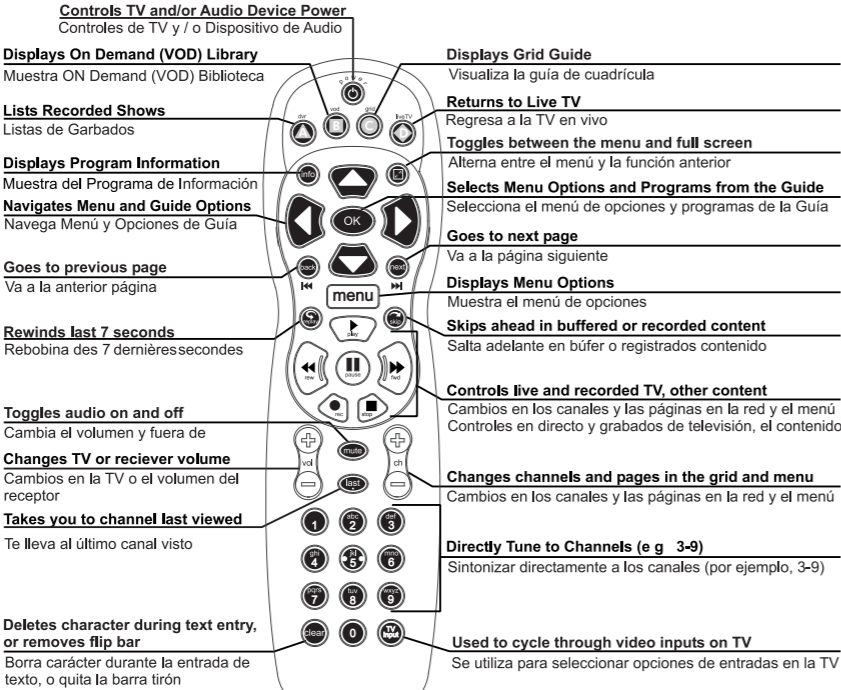 Controls TV and/or Audio Device Power
Controles de TV y / o Dispositivo de Audio
Displays On Demand (VOD) Library
Muestra ON Demand (VOD) Biblioteca
Lists Recorded Shows
Listas de Garbados
Displays Program Information
Muestra del Programa de Información
Navigates Menu and Guide Options
Navega Menú y Opciones de Guía
Goes to previous page
Va a la anterior página
Rewinds last 7 seconds
Rebobina des 7 dernièressecondes
Toggles audio on and off
Cambia el volumen y fuera de
Changes TV or reciever volume
Cambios en la TV o el volumen del
receptor
Takes you to channel last viewed
Te lleva al último canal visto
Deletes character during text entry,
or removes flip bar
Borra carácter durante la entrada de
texto, o quita la barra tirón
power
dvr
vod
grid
liveTV
A
B
C
D
info
OK
back
next
menu
play
skip
rew
pause
fwd
rec
stop
mute
vol
ch
last
1
abc
2
def
3
ghi
4
jkl
5
mno
6
pqrs
7
tuv
8
wxyz
9
clear
0
TV
input
Displays Grid Guide
Visualiza la guía de cuadrícula
Returns to Live TV
Regresa a la TV en vivo
Toggles between the menu and full screen
Alterna entre el menú y la función anterior
Selects Menu Options and Programs from the Guide
Selecciona el menú de opciones y programas de la Guía
Goes to next page
Va a la página siguiente
Displays Menu Options
Muestra el menú de opciones
Skips ahead in buffered or recorded content
Salta adelante en búfer o registrados contenido
Controls live and recorded TV, other content
Cambios en los canales y las páginas en la red y el menú
Controles en directo y grabados de televisión, el contenido
Changes channels and pages in the grid and menu
Cambios en los canales y las páginas en la red y el menú
Directly Tune to Channels (e g 3-9)
Sintonizar directamente a los canales (por ejemplo, 3-9)
Used to cycle through video inputs on TV
Se utiliza para seleccionar opciones de entradas en la TV